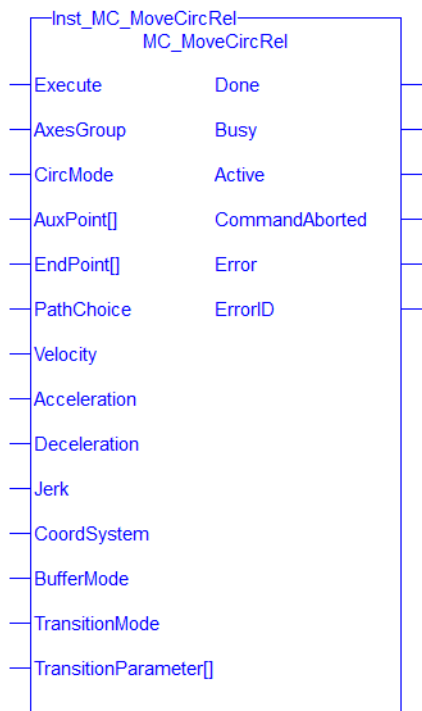 Inst_MC_MoveCircRel
MC_MoveCircRel
Execute Done
AxesGroup Busy
CircMode Active
AuxPoint[] CommandAborted
EndPoint[] Error
PathChoice ErrorID
Velocity
Acceleration
Deceleration
Jerk
CoordSystem
BufferMode
TransitionMode
TransitionParameter[]